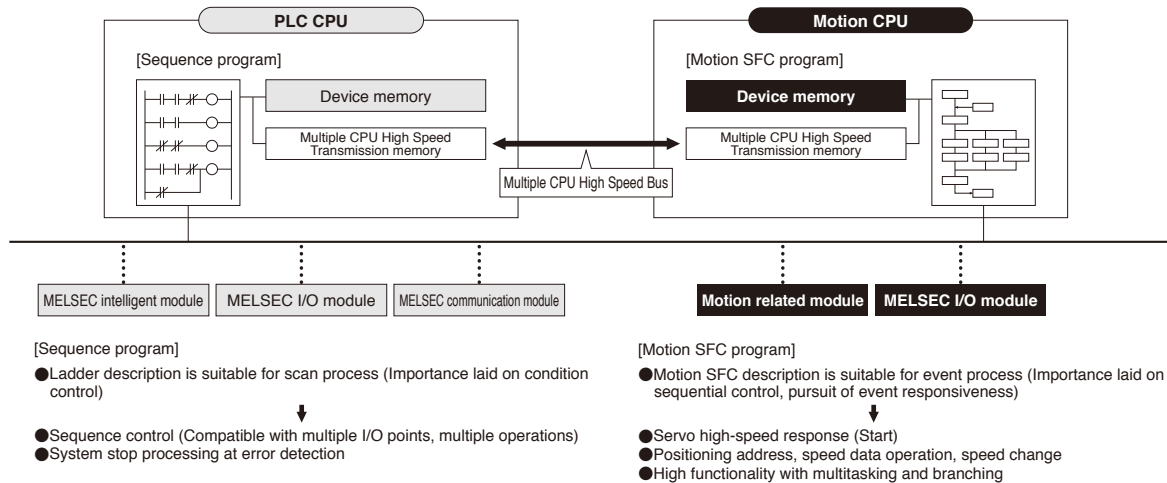 PLC CPU
[Sequence program]
Device memory
Multiple CPU High Speed
Transmission memory
Multiple CPU High Speed Bus
Motion CPU
[Motion SFC program]
Device memory
Multiple CPU High Speed
Transmission memory
MELSEC intelligent module
MELSEC I/O module
MELSEC communication module
Motion related module
MELSEC I/O module
[Sequence program]
●Ladder description is suitable for scan process (Importance laid on condition
control)
●Sequence control (Compatible with multiple I/O points, multiple operations)
●System stop processing at error detection
[Motion SFC program]
●Motion SFC description is suitable for event process (Importance laid on
sequential control, pursuit of event responsiveness)
●Servo high-speed response (Start)
●Positioning address, speed data operation, speed change
●High functionality with multitasking and branching